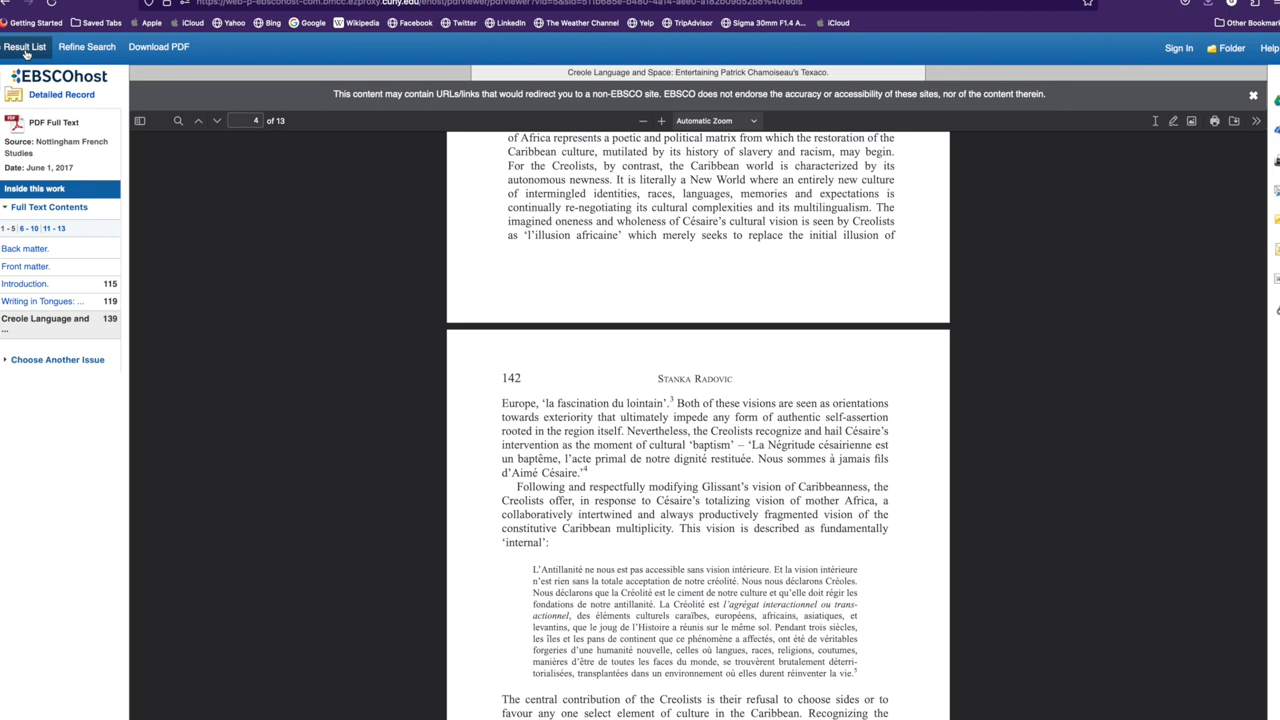 https://web-p-ebscohost-com.bmcc.ezproxy.cuny.edu/ehost/pdfviewer/pdfviewer?vid=5&sid=
Getting Started Saved Tabs Apple iCloud Yahoo Bing Google Wikipedia Facebook Twitter LinkedIn The Weather Channel Yelp TripAdvisor Sigma 30mm F1.4 A... iCloud Other Bookmar
Result List Refine Search Download PDF Sign In Folder Help
EBSCOhost
Detailed Record
PDF Full Text
Source: Nottingham French
Studies
Date: June 1, 2017
Inside this work
Full Text Contents
1 - 5 6 - 10 11 - 13
Back matter.
Front matter.
Introduction. 115
Writing in Tongues: ... 119
Creole Language and 139
...
Choose Another Issue
Creole Language and Space: Entertaining Patrick Chamoiseau's Texaco.
This content may contain URLs/links that would redirect you to a non-EBSCO site. EBSCO does not endorse the accuracy or accessibility of these sites, nor of the content therein.
4 of 13 Automatic Zoom
of Africa represents a poetic and political matrix from which the restoration of the
Caribbean culture, mutilated by its history of slavery and racism, may begin.
For the Creolists, by contrast, the Caribbean world is characterized by its
autonomous newness. It is literally a New World where an entirely new culture
of intermingled identities, races, languages, memories and expectations is
continually re-negotiating its cultural complexities and its multilingualism. The
imagined oneness and wholeness of Césaire's cultural vision is seen by Creolists
as 'l'illusion africaine' which merely seeks to replace the initial illusion of
142 STANKA RADOVIC
Europe, 'la fascination du lointain'.3 Both of these visions are seen as orientations
towards exteriority that ultimately impede any form of authentic self-assertion
rooted in the region itself. Nevertheless, the Creolists recognize and hail Césaire's
intervention as the moment of cultural 'baptism' – 'La Négritude césairienne est
un baptême, l'acte primal de notre dignité restituée. Nous sommes à jamais fils
d'Aimé Césaire.'4
Following and respectfully modifying Glissant's vision of Caribbeanness, the
Creolists offer, in response to Césaire's totalizing vision of mother Africa, a
collaboratively intertwined and always productively fragmented vision of the
constitutive Caribbean multiplicity. This vision is described as fundamentally
'internal':
L'Antillanité ne nous est pas accessible sans vision intérieure. Et la vision intérieure
n'est rien sans la totale acceptation de notre créolité. Nous nous déclarons Créoles.
Nous déclarons que la Créolité est le ciment de notre culture et qu'elle doit régir les
fondations de notre antillanité. La Créolité est l'agrégat interactionnel ou trans-
actionnel, des éléments culturels caraïbes, européens, africains, asiatiques, et
levantins, que le joug de l'Histoire a réunis sur le même sol. Pendant trois siècles,
les îles et les pans de continent que ce phénomène a affectés, ont été de véritables
forgeries d'une humanité nouvelle, celles où langues, races, religions, coutumes,
manières d'être de toutes les faces du monde, se trouvèrent brutalement déterri-
torialisées, transplantées dans un environnement où elles durent réinventer la vie.5
The central contribution of the Creolists is their refusal to choose sides or to
favour any one select element of culture in the Caribbean. Recognizing the